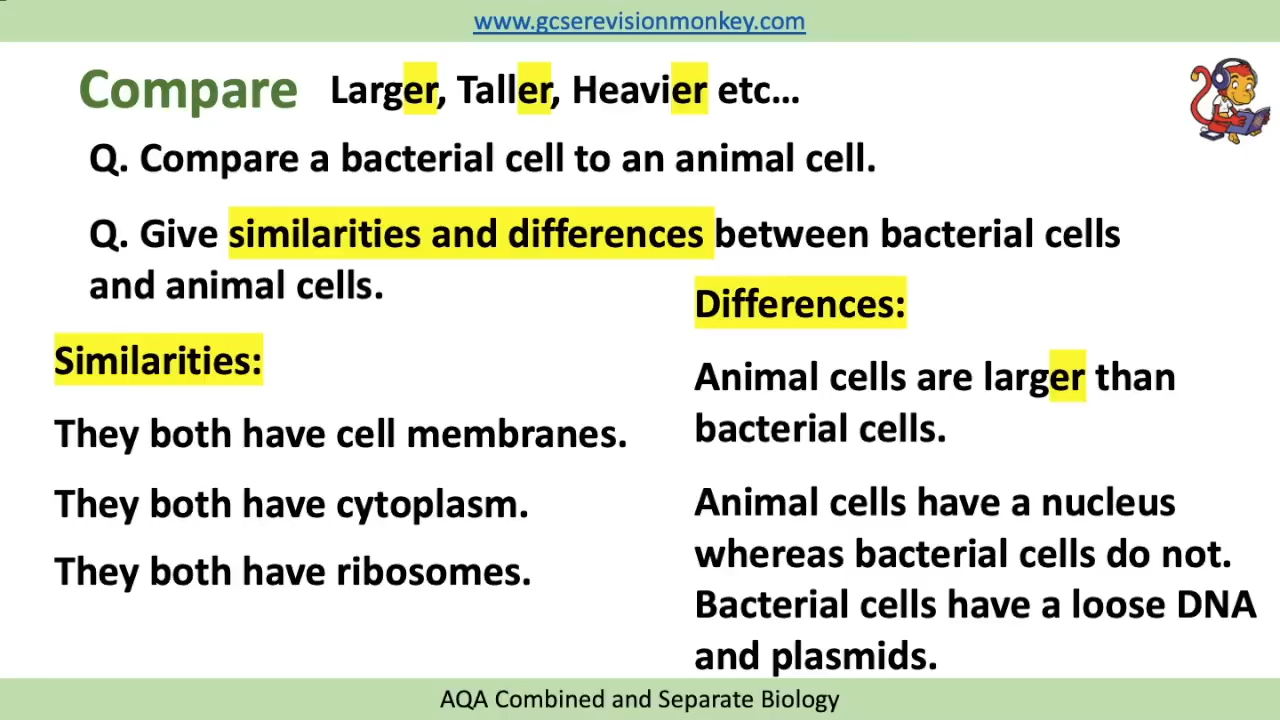 www.gcserevisionmonkey.com
Compare Larger, Taller, Heavier etc...
Q. Compare a bacterial cell to an animal cell.
Q. Give similarities and differences between bacterial cells
and animal cells.
Similarities:
They both have cell membranes.
They both have cytoplasm.
They both have ribosomes.
Differences:
Animal cells are larger than
bacterial cells.
Animal cells have a nucleus
whereas bacterial cells do not.
Bacterial cells have a loose DNA
and plasmids.
AQA Combined and Separate Biology